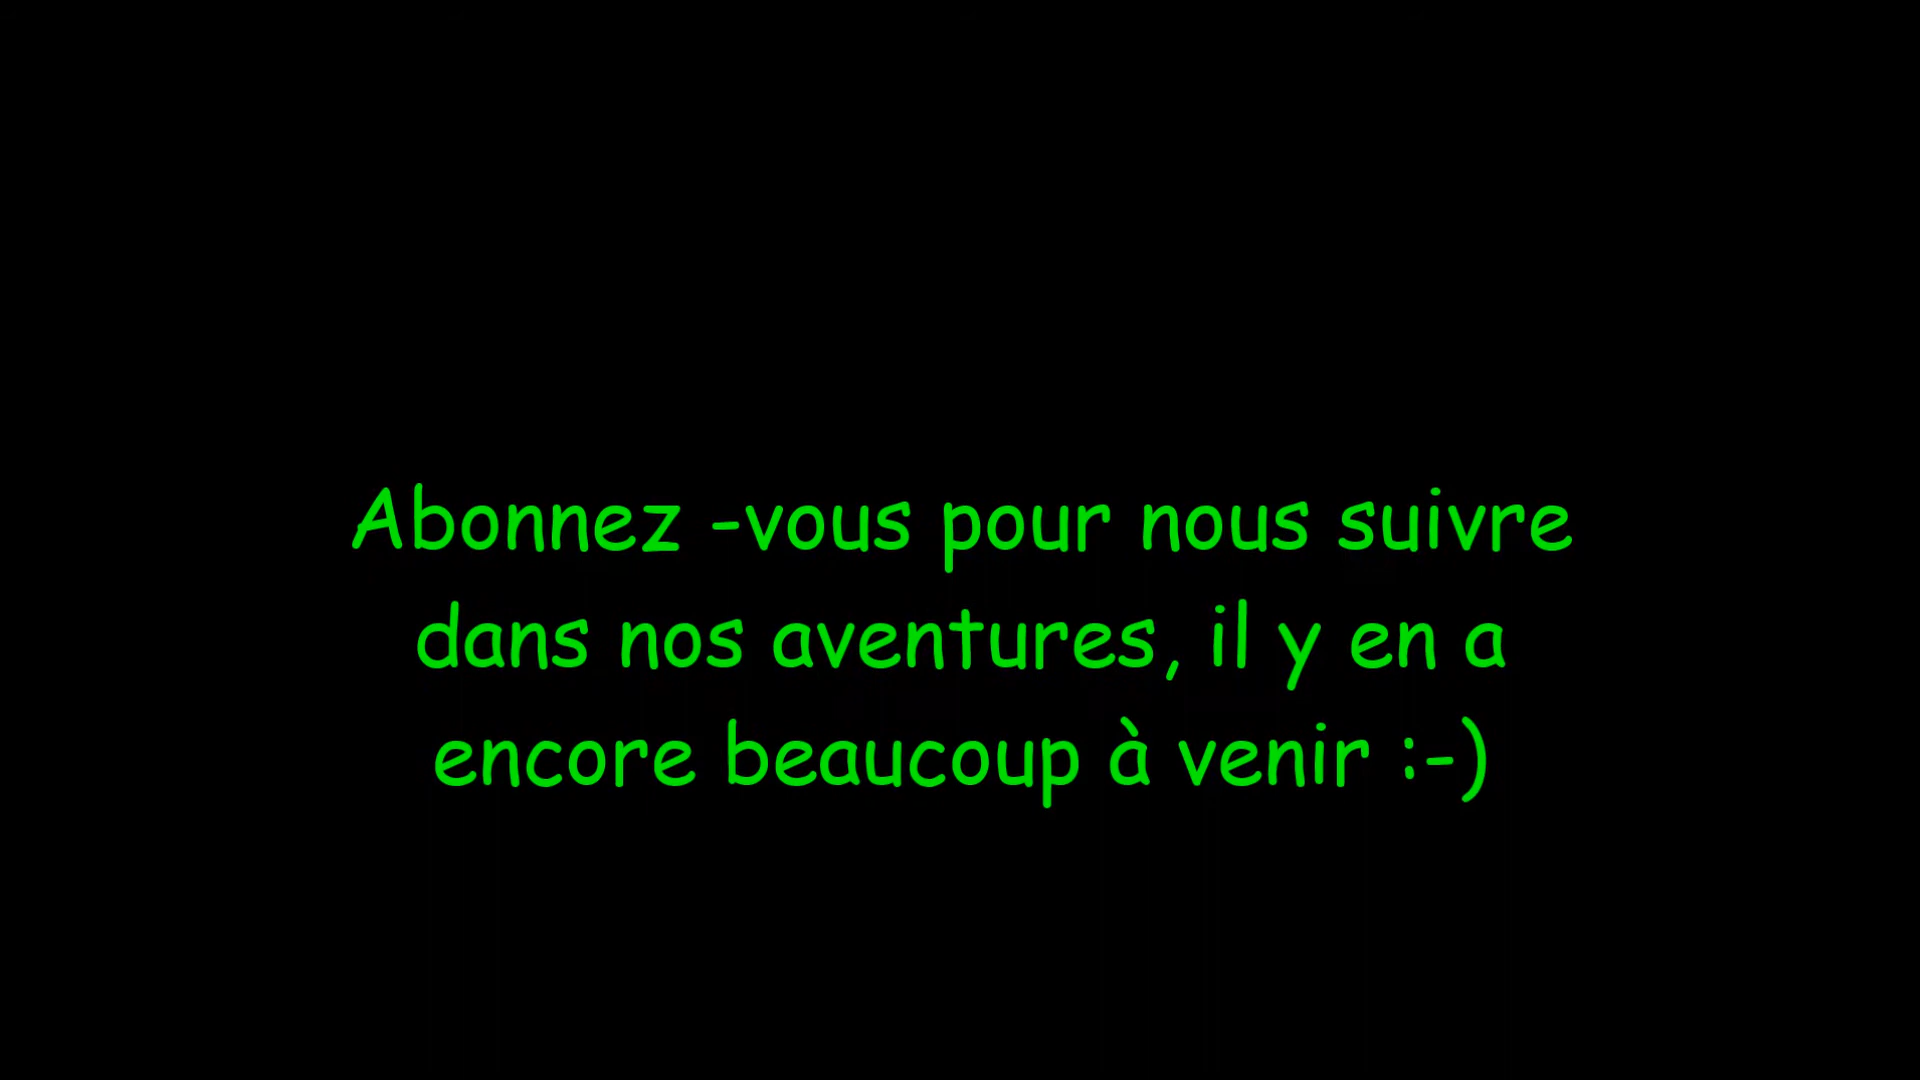 Abonnez -vous pour nous suivre
dans nos aventures, il y en a
encore beaucoup à venir :-)